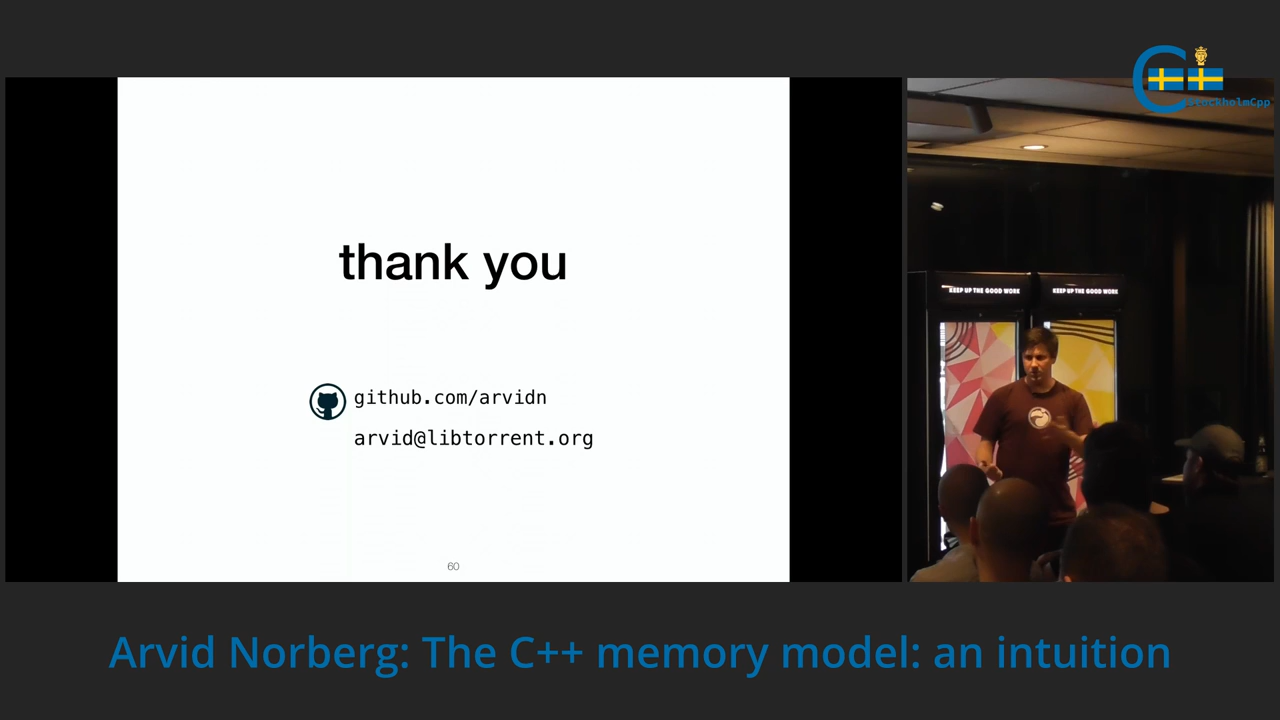 StockholmCpp
thank you
github.com/arvidn
arvid@libtorrent.org
60
KEEP UP THE GOOD WORK
KEEP UP THE GOOD WORK
Arvid Norberg: The C++ memory model: an intuition